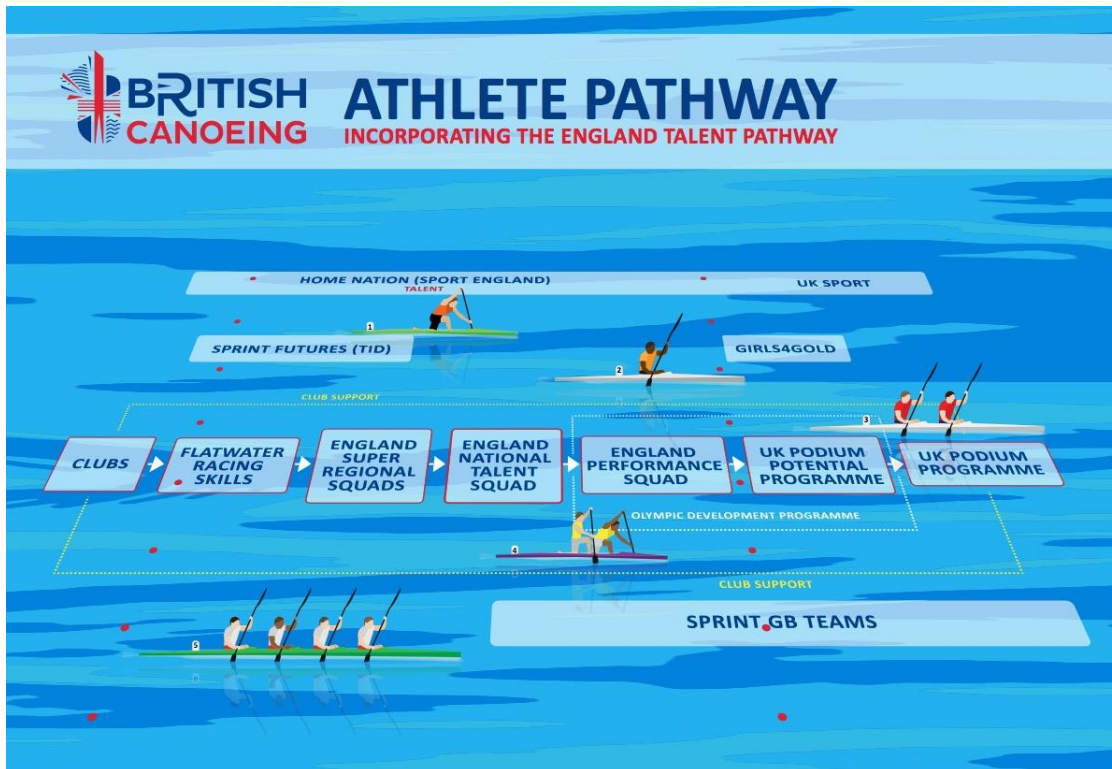 BRITISH
CANOEING
ATHLETE PATHWAY
INCORPORATING THE ENGLAND TALENT PATHWAY
HOME NATION (SPORT ENGLAND)
TALENT
UK SPORT
1
SPRINT FUTURES (TID)
2
GIRLS4GOLD
CLUB SUPPORT
3
CLUBS
FLATWATER
RACING
SKILLS
ENGLAND
SUPER
REGIONAL
SQUADS
ENGLAND
NATIONAL
TALENT
SQUAD
ENGLAND
PERFORMANCE
SQUAD
UK PODIUM
POTENTIAL
PROGRAMME
UK PODIUM
PROGRAMME
OLYMPIC DEVELOPMENT PROGRAMME
4
CLUB SUPPORT
SPRINT GB TEAMS
5